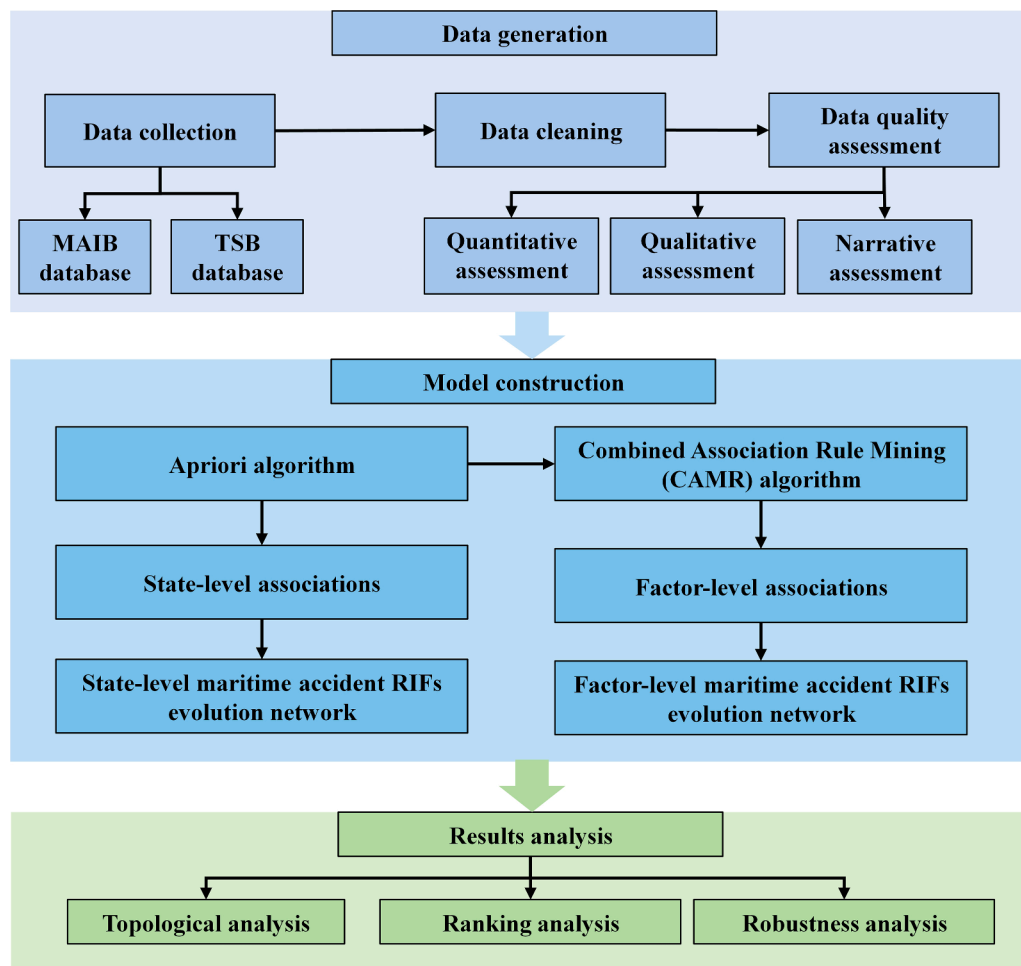 Data generation
Data collection
Data cleaning
Data quality
assessment
MAIB
database
TSB
database
Quantitative
assessment
Qualitative
assessment
Narrative
assessment
Model construction
Apriori algorithm
Combined Association Rule Mining
(CAMR) algorithm
State-level associations
Factor-level associations
State-level maritime accident RIFs
evolution network
Factor-level maritime accident RIFs
evolution network
Results analysis
Topological analysis
Ranking analysis
Robustness analysis